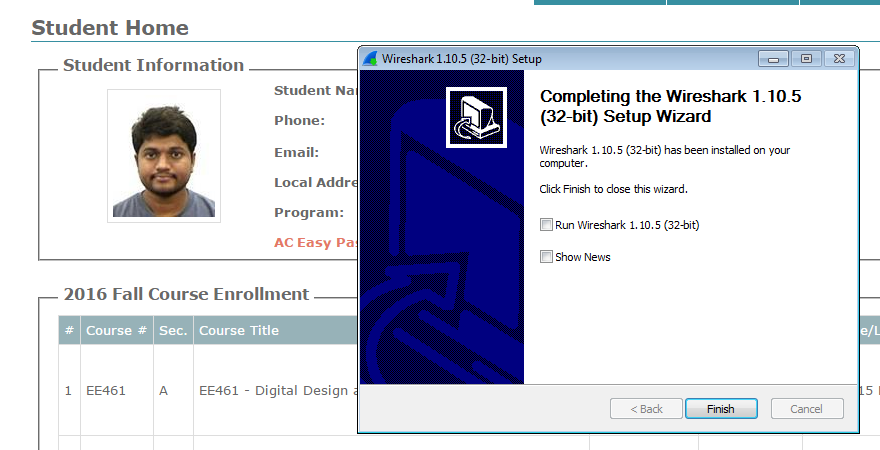 Student Home
Student Information
Student
Phone:
Email:
Local
Program:
AC Easy
Wireshark 1.10.5 (32-bit) Setup
Completing the Wireshark 1.10.5
(32-bit) Setup Wizard
Wireshark 1.10.5 (32-bit) has been installed on your
computer.
Click Finish to close this wizard.
Run Wireshark 1.10.5 (32-bit)
Show News
< Back Finish Cancel
2016 Fall Course Enrollment
# Course # Sec. Course Title
1 EE461 A EE461 - Digital Design